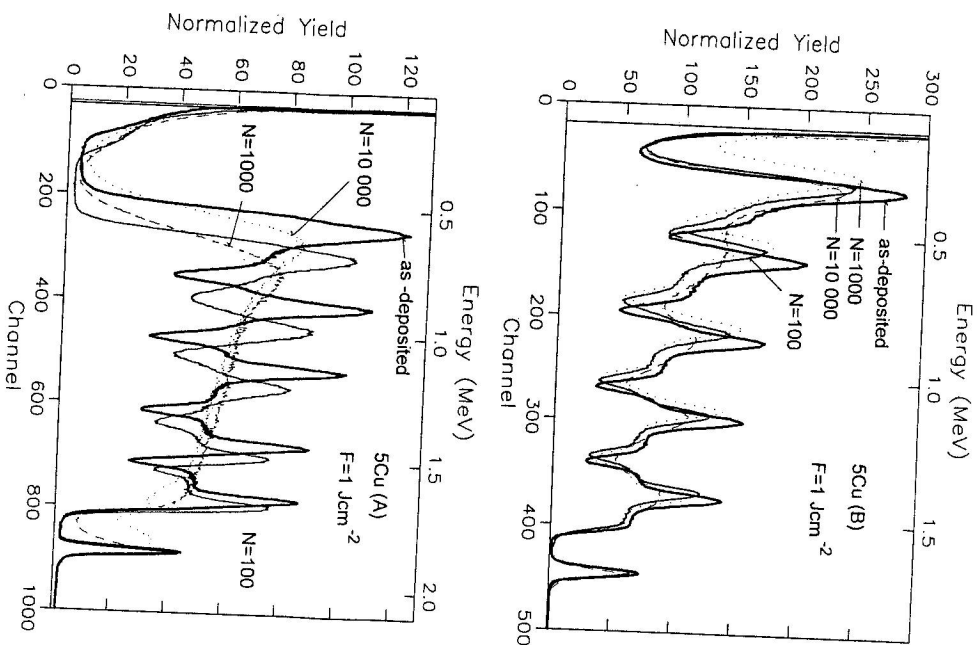 Energy (MeV)
0.5
1.0
1.5
2.0
Normalized Yield
120
100
80
60
40
20
0
5Cu (A)
F=1 Jcm-2
as-deposited
N=10 000
N=1000
N=100
0
200
400
600
800
1000
Channel
Energy (MeV)
0.5
1.0
1.5
Normalized Yield
300
250
200
150
100
50
0
5Cu (B)
F=1 Jcm-2
as-deposited
N=1000
N=10 000
N=100
0
100
200
300
400
500
Channel